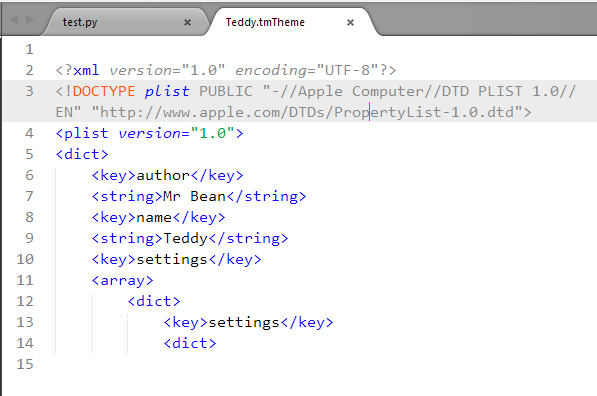 test.py × Teddy.tmTheme ×
1
2 <?xml version="1.0" encoding="UTF-8"?>
3 <!DOCTYPE plist PUBLIC "-//Apple Computer//DTD PLIST 1.0//
EN" "http://www.apple.com/DTDs/PropertyList-1.0.dtd">
4 <plist version="1.0">
5 <dict>
6     <key>author</key>
7     <string>Mr Bean</string>
8     <key>name</key>
9     <string>Teddy</string>
10     <key>settings</key>
11     <array>
12         <dict>
13             <key>settings</key>
14             <dict>
15